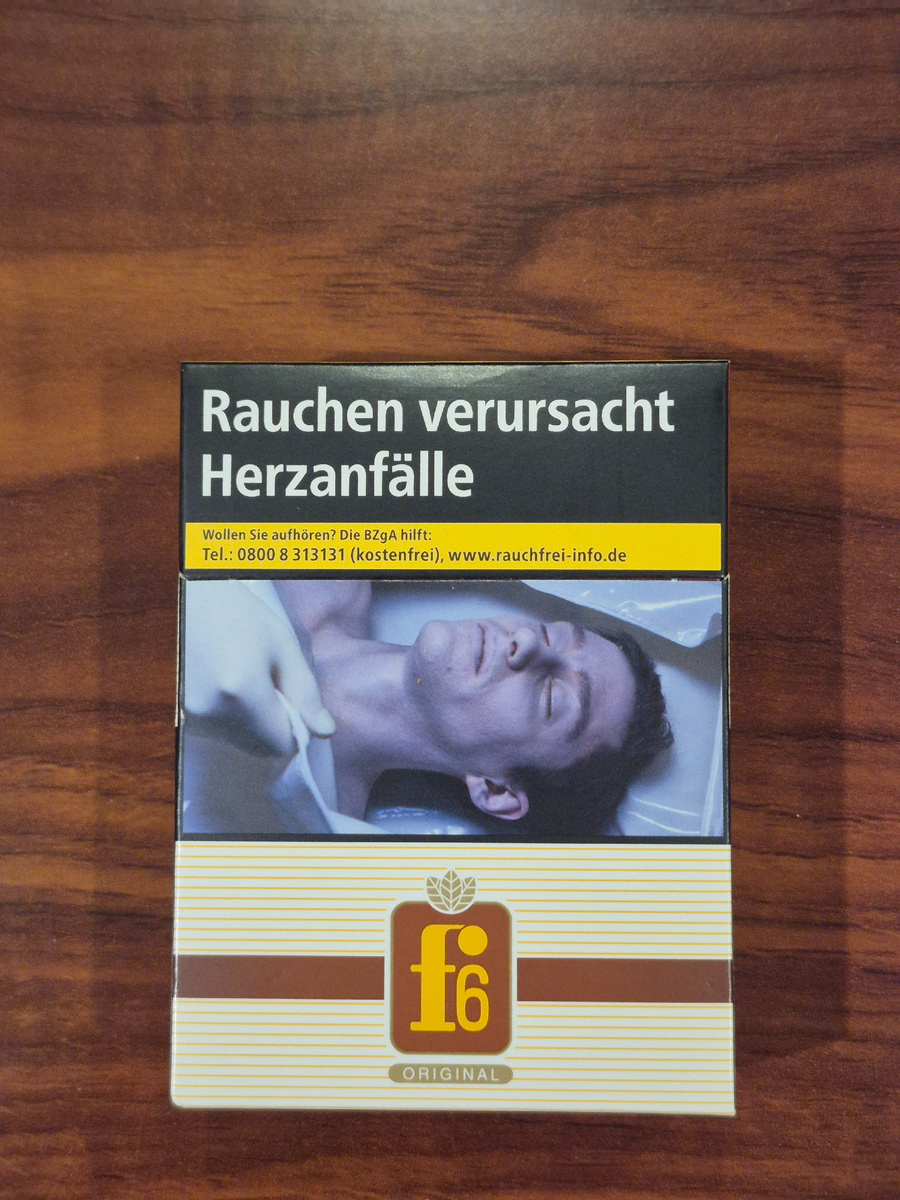 Rauchen verursacht
Herzanfälle
Wollen Sie aufhören? Die BZgA hilft:
Tel.: 0800 8 313131 (kostenfrei), www.rauchfrei-info.de
f6
ORIGINAL